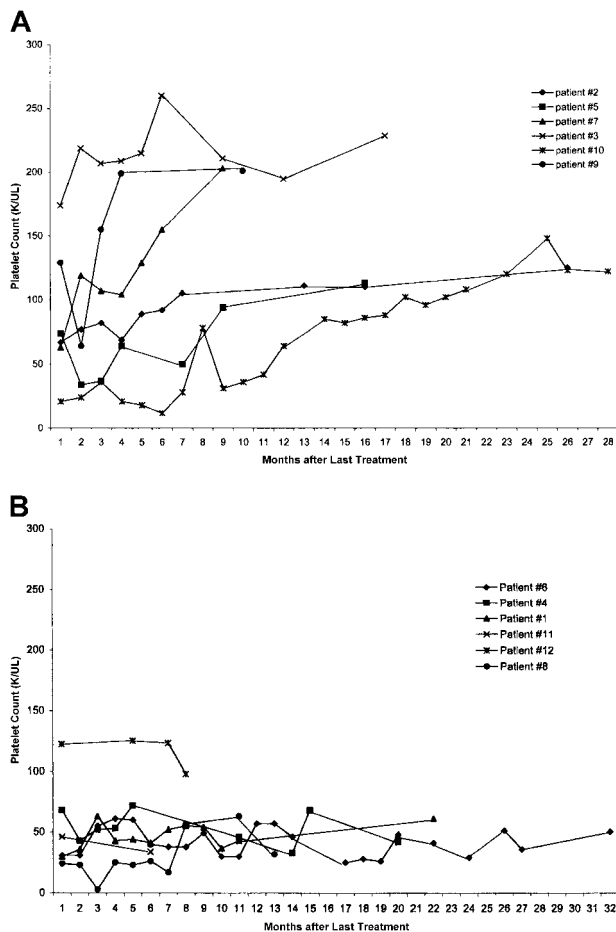 A
300
250
200
150
100
50
0
Platelet Count (K/UL)
patient #2
patient #5
patient #7
patient #3
patient #10
patient #9
1 2 3 4 5 6 7 8 9 10 11 12 13 14 15 16 17 18 19 20 21 22 23 24 25 26 27 28
Months after Last Treatment
B
300
250
200
150
100
50
0
Platelet Count (K/UL)
Patient #6
Patient #4
Patient #1
Patient #11
Patient #12
Patient #8
1 2 3 4 5 6 7 8 9 10 11 12 13 14 15 16 17 18 19 20 21 22 23 24 25 26 27 28 29 30 31 32
Months after Last Treatment